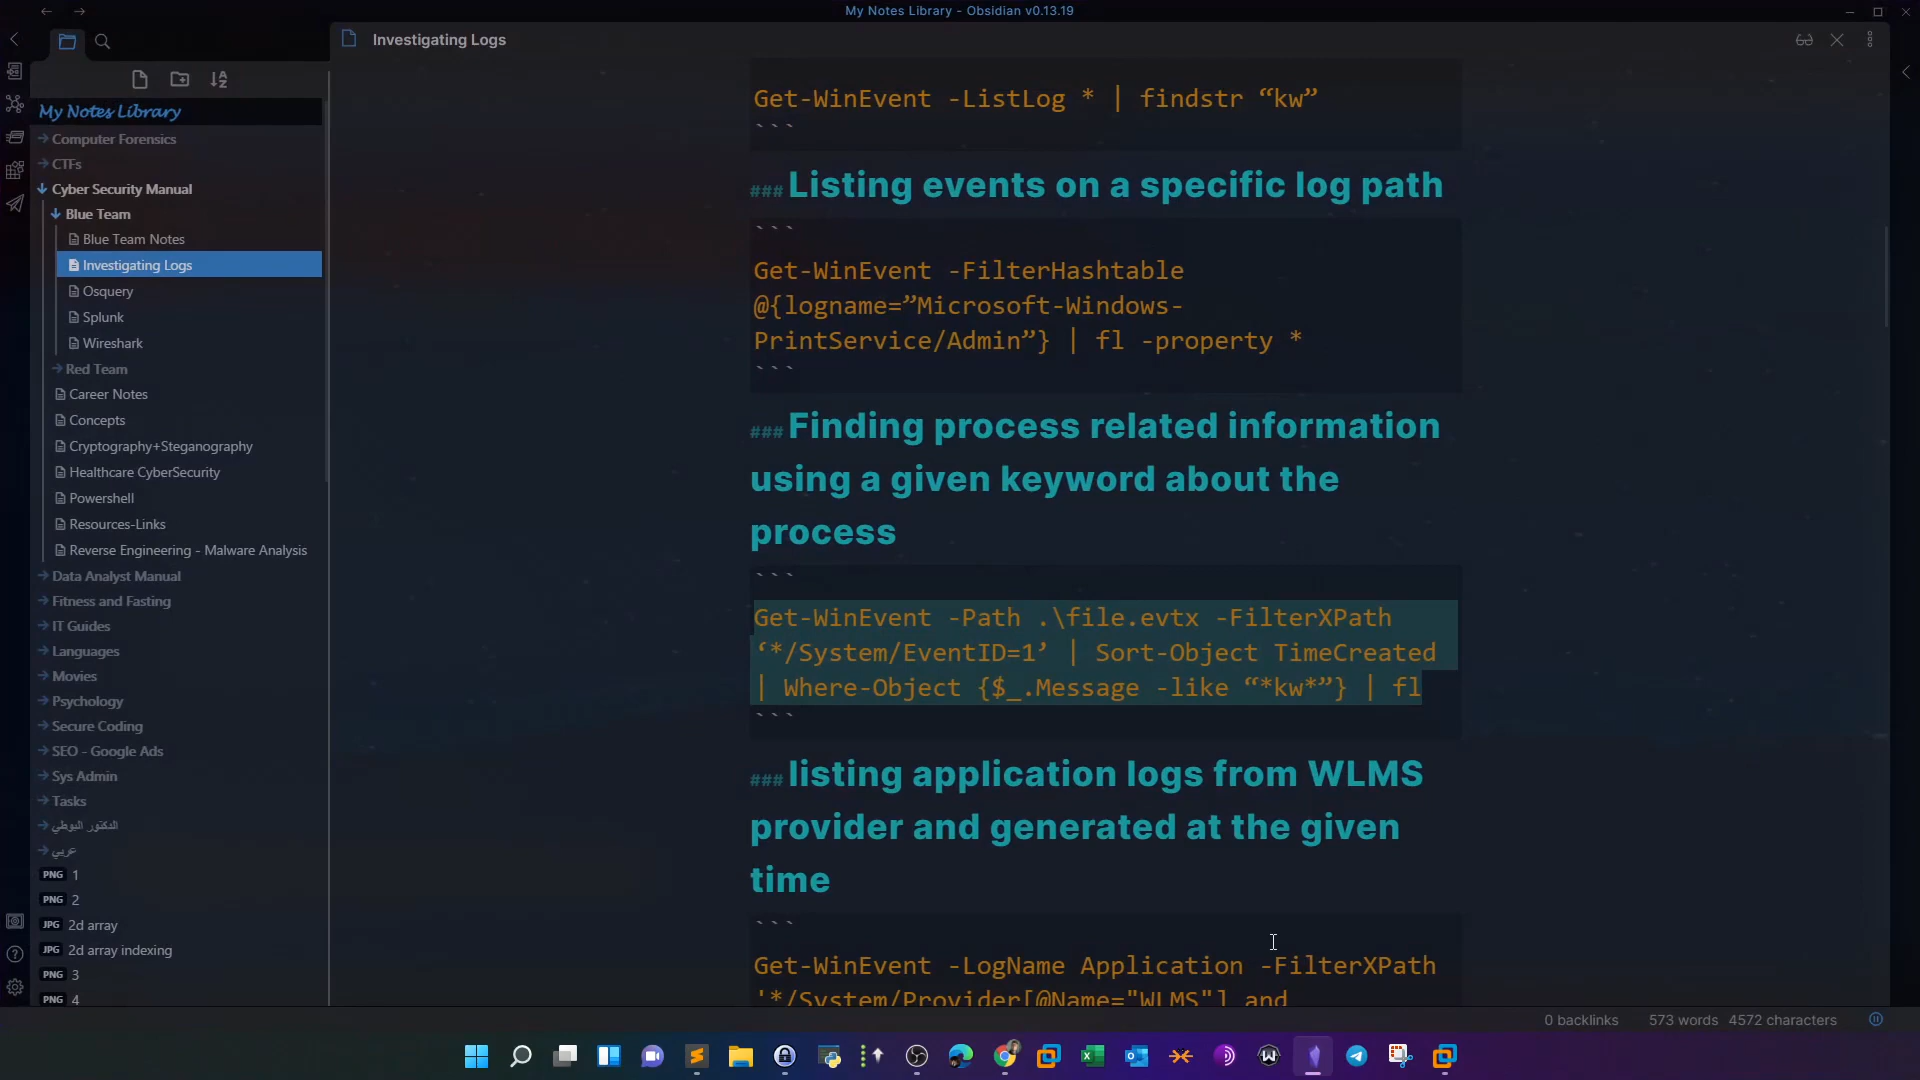 My Notes Library - Obsidian v0.13.19
Investigating Logs
My Notes Library
Computer Forensics
CTFs
Cyber Security Manual
Blue Team
Blue Team Notes
Investigating Logs
Osquery
Splunk
Wireshark
Red Team
Career Notes
Concepts
Cryptography+Steganography
Healthcare CyberSecurity
Powershell
Resources-Links
Reverse Engineering - Malware Analysis
Data Analyst Manual
Fitness and Fasting
IT Guides
Languages
Movies
Psychology
Secure Coding
SEO - Google Ads
Sys Admin
Tasks
الدكتور البوطي
عربي
PNG 1
PNG 2
JPG 2d array
JPG 2d array indexing
PNG 3
PNG 4
Get-WinEvent -ListLog * | findstr “kw”
```
### Listing events on a specific log path
```
Get-WinEvent -FilterHashtable
@{logname=”Microsoft-Windows-
PrintService/Admin”} | fl -property *
```
### Finding process related information
using a given keyword about the
process
```
Get-WinEvent -Path .\file.evtx -FilterXPath
‘*/System/EventID=1’ | Sort-Object TimeCreated
| Where-Object {$_.Message -like “*kw*”} | fl
```
### listing application logs from WLMS
provider and generated at the given
time
```
Get-WinEvent -LogName Application -FilterXPath
'*/System/Provider[@Name="WLMS"] and
0 backlinks 573 words 4572 characters